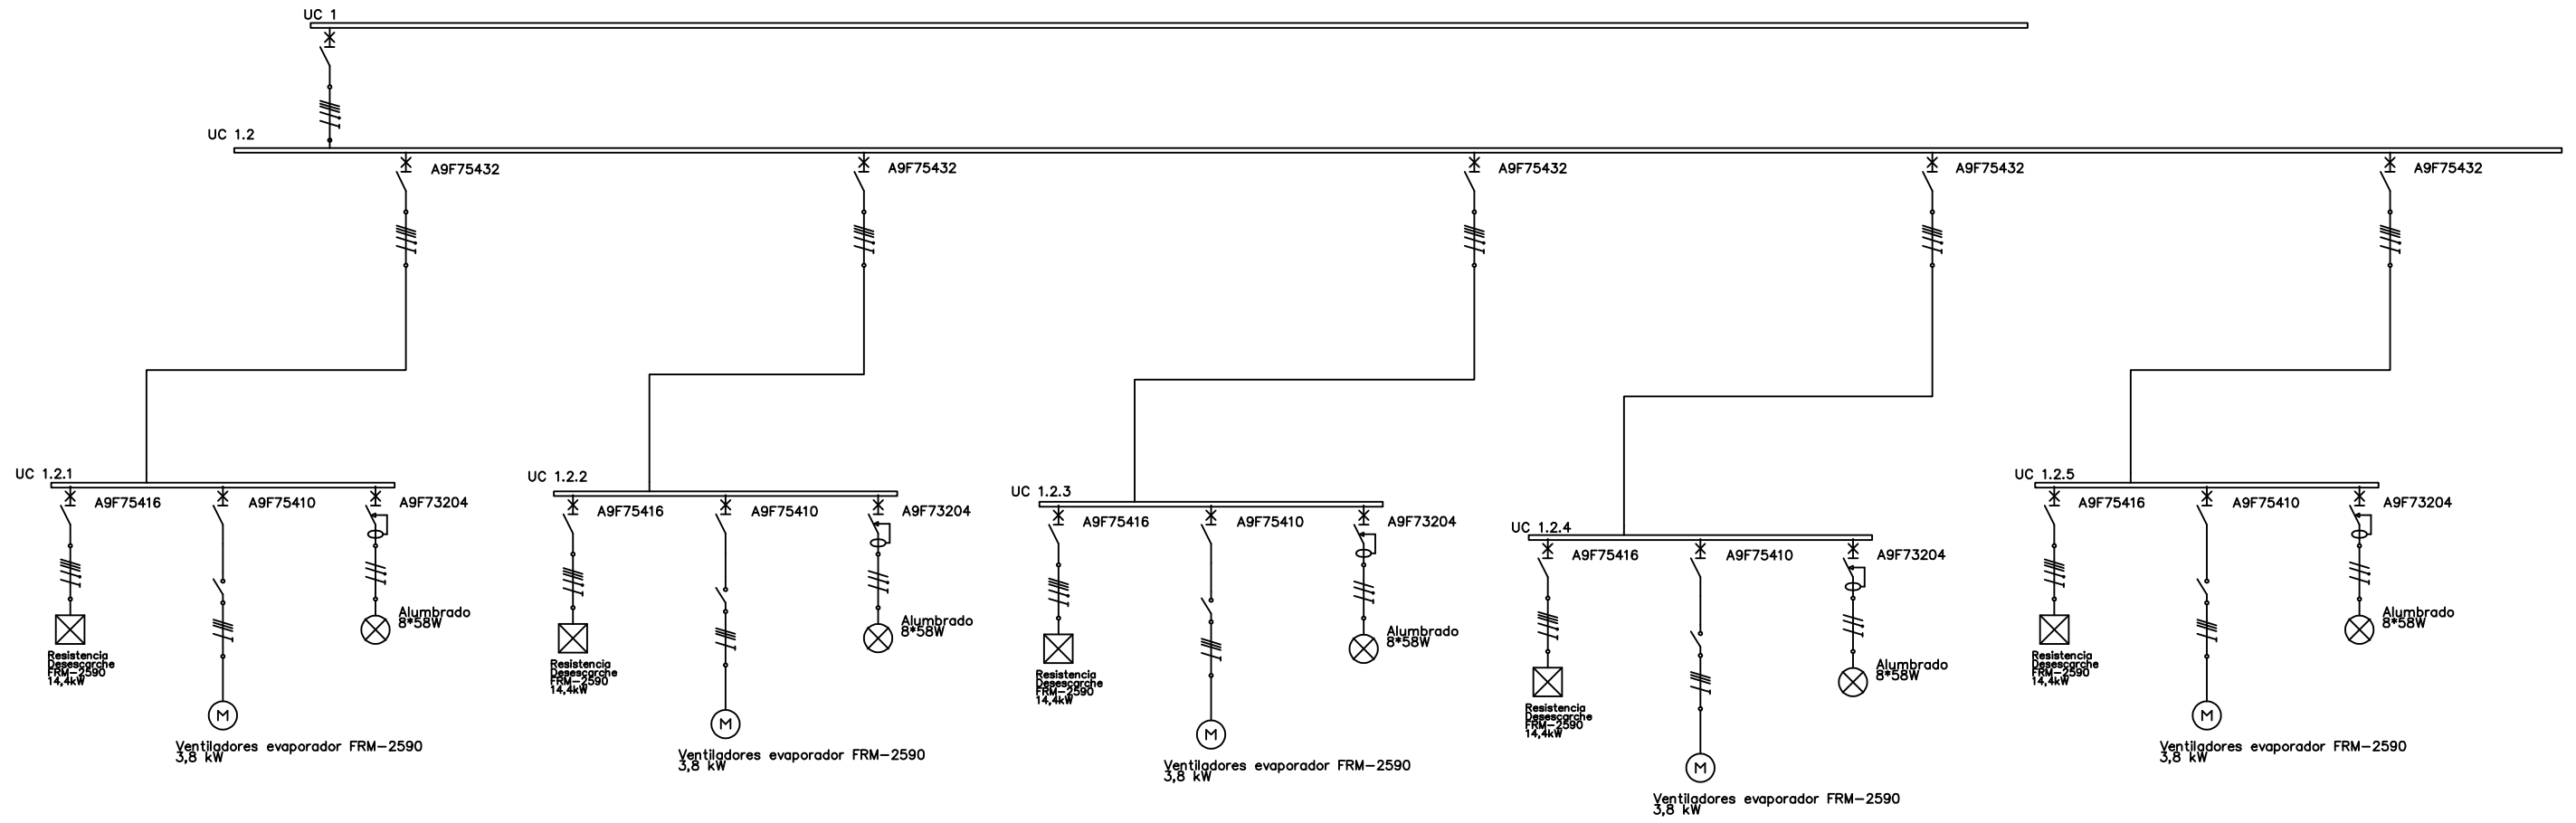 UC 1
UC 1.2
A9F75432
A9F75432
A9F75432
A9F75432
A9F75432
UC 1.2.1
A9F75416
A9F75410
A9F73204
Resistencia
Desescarche
FRM-2590
14,4kW
Alumbrado
8*58W
M
Ventiladores evaporador FRM-2590
3,8 kW
UC 1.2.2
A9F75416
A9F75410
A9F73204
Resistencia
Desescarche
FRM-2590
14,4kW
Alumbrado
8*58W
M
Ventiladores evaporador FRM-2590
3,8 kW
UC 1.2.3
A9F75416
A9F75410
A9F73204
Resistencia
Desescarche
FRM-2590
14,4kW
Alumbrado
8*58W
M
Ventiladores evaporador FRM-2590
3,8 kW
UC 1.2.4
A9F75416
A9F75410
A9F73204
Resistencia
Desescarche
FRM-2590
14,4kW
Alumbrado
8*58W
M
Ventiladores evaporador FRM-2590
3,8 kW
UC 1.2.5
A9F75416
A9F75410
A9F73204
Resistencia
Desescarche
FRM-2590
14,4kW
Alumbrado
8*58W
M
Ventiladores evaporador FRM-2590
3,8 kW